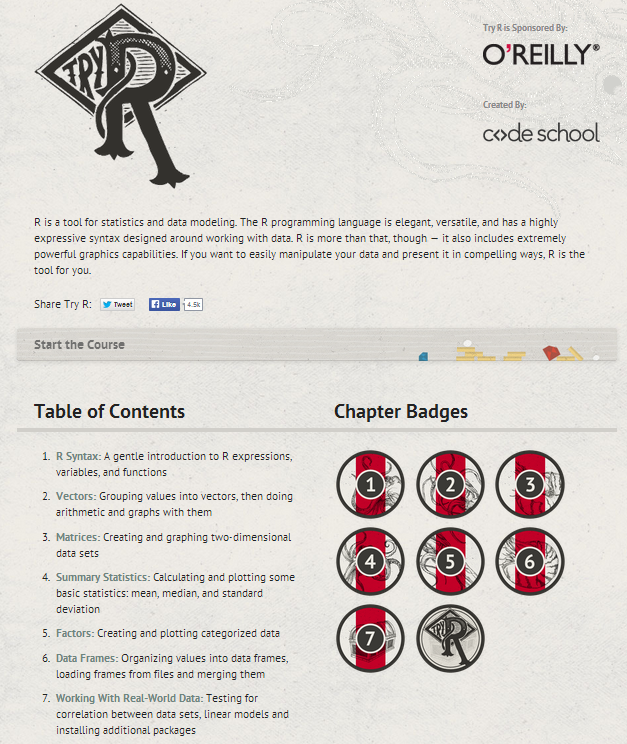 TRY R
Try R is Sponsored By:
O'REILLY®
Created By:
c<>de school
R is a tool for statistics and data modeling. The R programming language is elegant, versatile, and has a highly
expressive syntax designed around working with data. R is more than that, though — it also includes extremely
powerful graphics capabilities. If you want to easily manipulate your data and present it in compelling ways, R is the
tool for you.
Share Try R: Tweet Like 4.5k
Start the Course
Table of Contents
1. R Syntax: A gentle introduction to R expressions,
variables, and functions
2. Vectors: Grouping values into vectors, then doing
arithmetic and graphs with them
3. Matrices: Creating and graphing two-dimensional
data sets
4. Summary Statistics: Calculating and plotting some
basic statistics: mean, median, and standard
deviation
5. Factors: Creating and plotting categorized data
6. Data Frames: Organizing values into data frames,
loading frames from files and merging them
7. Working With Real-World Data: Testing for
correlation between data sets, linear models and
installing additional packages
Chapter Badges
1 2 3
4 5 6
7 TRY R